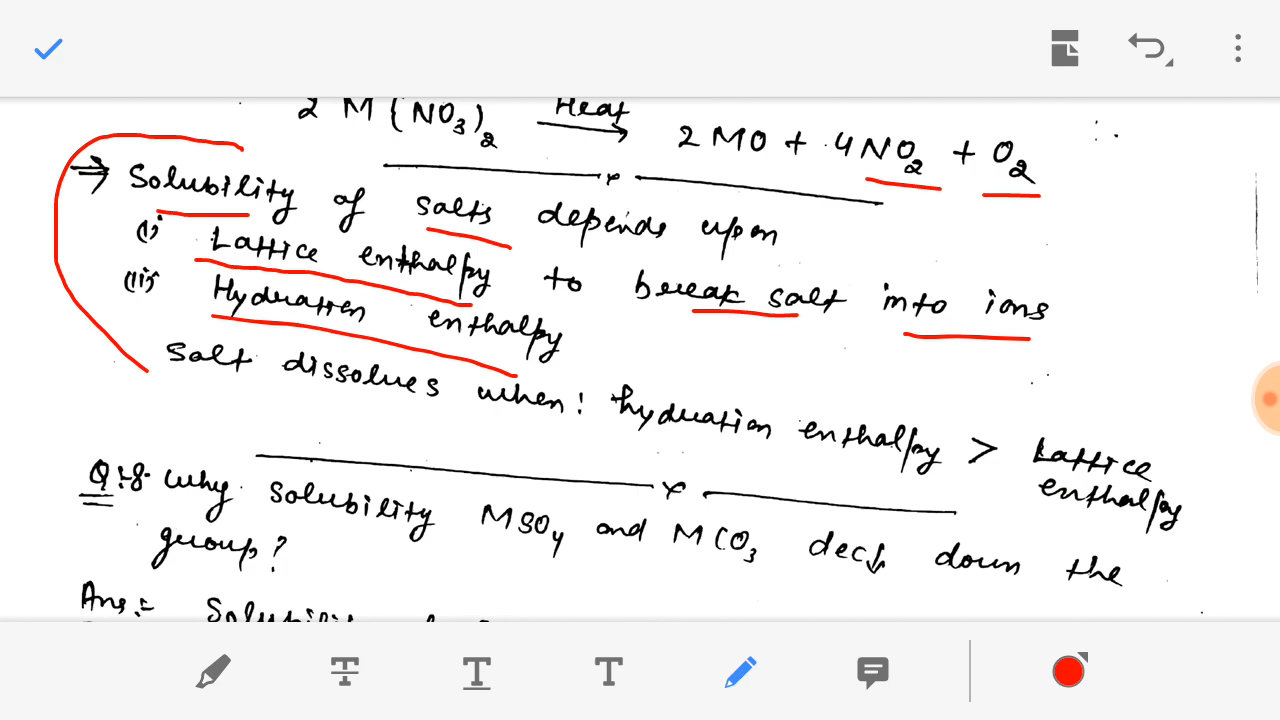 2 M(NO3)2 Heat → 2 MO + 4NO2 + O2
⇒ Solubility of salts depends upon
(i) Lattice enthalpy to break salt into ions
(ii) Hydration enthalpy
Salt dissolves when: hydration enthalpy > Lattice enthalpy
Q:8. Why solubility MSO4 and MCO3 dec↓ down the
group?
Ans:-
T T T